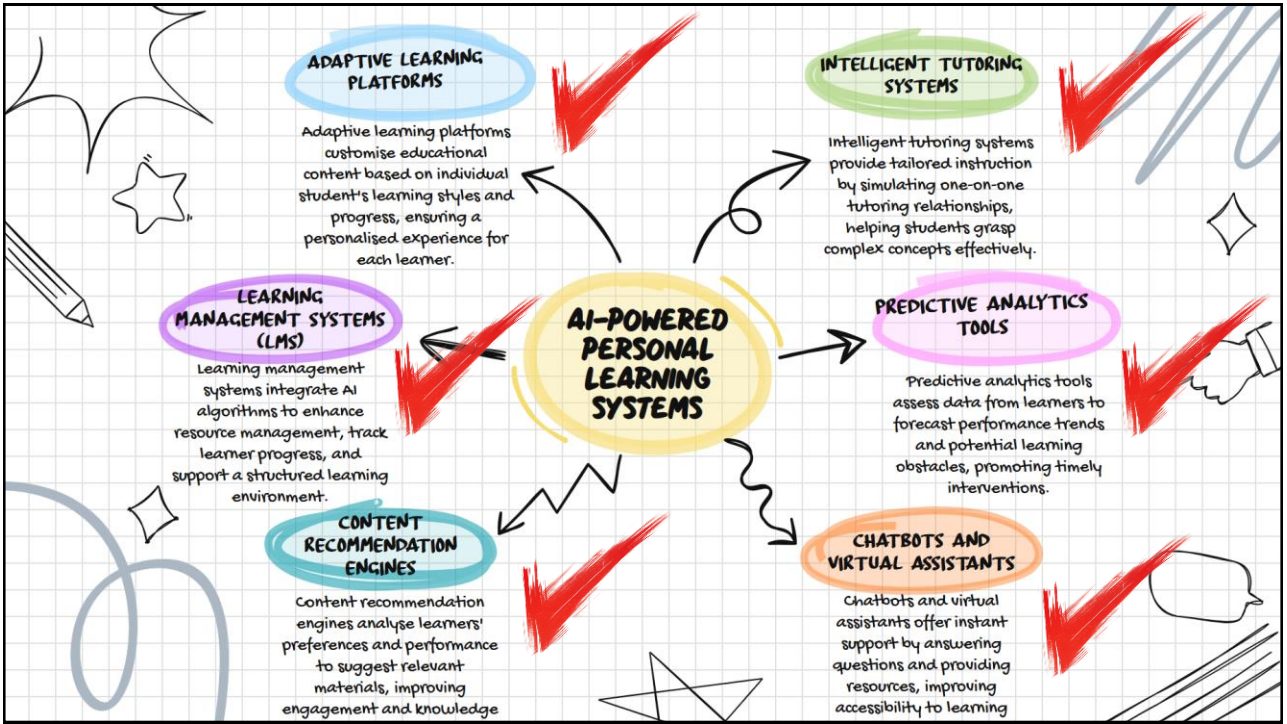 ADAPTIVE LEARNING
PLATFORMS
Adaptive learning platforms
customise educational
content based on individual
student's learning styles and
progress, ensuring a
personalised experience for
each learner.
INTELLIGENT TUTORING
SYSTEMS
Intelligent tutoring systems
provide tailored instruction
by simulating one-on-one
tutoring relationships,
helping students grasp
complex concepts effectively.
LEARNING
MANAGEMENT SYSTEMS
(LMS)
Learning management
systems integrate AI
algorithms to enhance
resource management, track
learner progress, and
support a structured learning
environment.
AI-POWERED
PERSONAL
LEARNING
SYSTEMS
PREDICTIVE ANALYTICS
TOOLS
Predictive analytics tools
assess data from learners to
forecast performance trends
and potential learning
obstacles, promoting timely
interventions.
CONTENT
RECOMMENDATION
ENGINES
Content recommendation
engines analyse learners'
preferences and performance
to suggest relevant
materials, improving
engagement and knowledge
CHATBOTS AND
VIRTUAL ASSISTANTS
Chatbots and virtual
assistants offer instant
support by answering
questions and providing
resources, improving
accessibility to learning